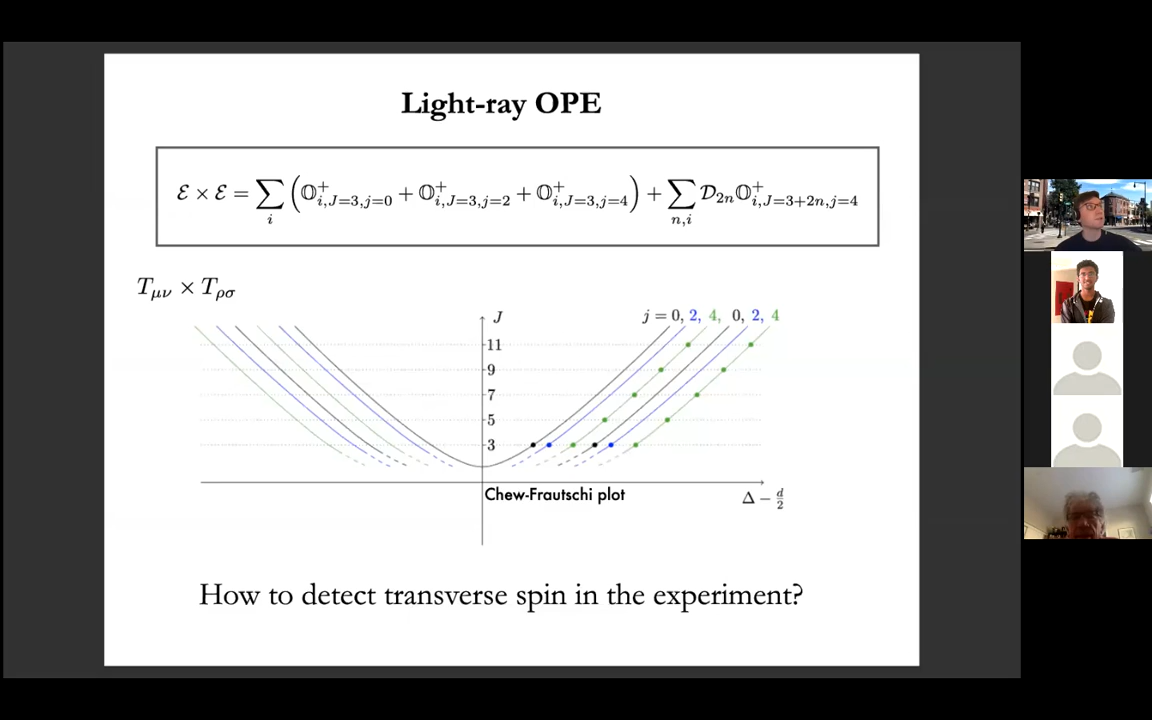 Light-ray OPE
ℰ × ℰ = ∑_i (𝕆^+_{i,J=3,j=0} + 𝕆^+_{i,J=3,j=2} + 𝕆^+_{i,J=3,j=4}) + ∑_{n,i} 𝒟_{2n}𝕆^+_{i,J=3+2n,j=4}
T_{μν} × T_{ρσ}
J
j = 0, 2, 4, 0, 2, 4
11
9
7
5
3
Chew-Frautschi plot
Δ − d/2
How to detect transverse spin in the experiment?